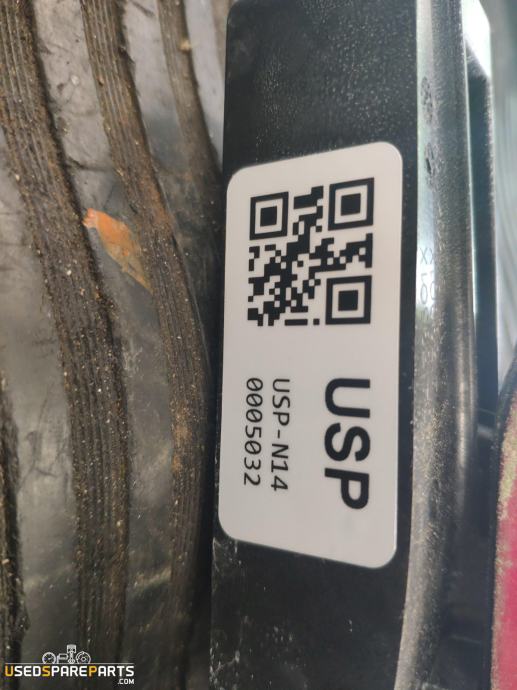 USP
USP-N14
0005032
USEDSPAREPARTS
.COM